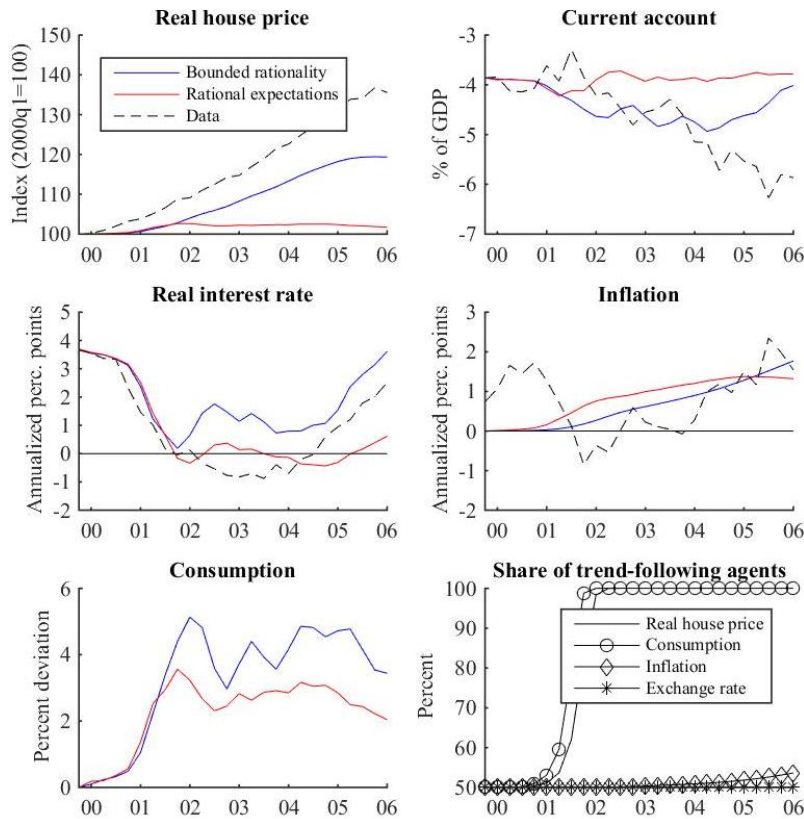 Real house price
150
140
130
120
110
100
Index (2000q1=100)
Bounded rationality
Rational expectations
Data
00 01 02 03 04 05 06
Current account
-3
-4
-5
-6
-7
% of GDP
00 01 02 03 04 05 06
Real interest rate
5
4
3
2
1
0
-1
-2
Annualized perc. points
00 01 02 03 04 05 06
Inflation
3
2
1
0
-1
-2
Annualized perc. points
00 01 02 03 04 05 06
Consumption
6
4
2
0
Percent deviation
00 01 02 03 04 05 06
Share of trend-following agents
100
90
80
70
60
50
Percent
Real house price
Consumption
Inflation
Exchange rate
00 01 02 03 04 05 06